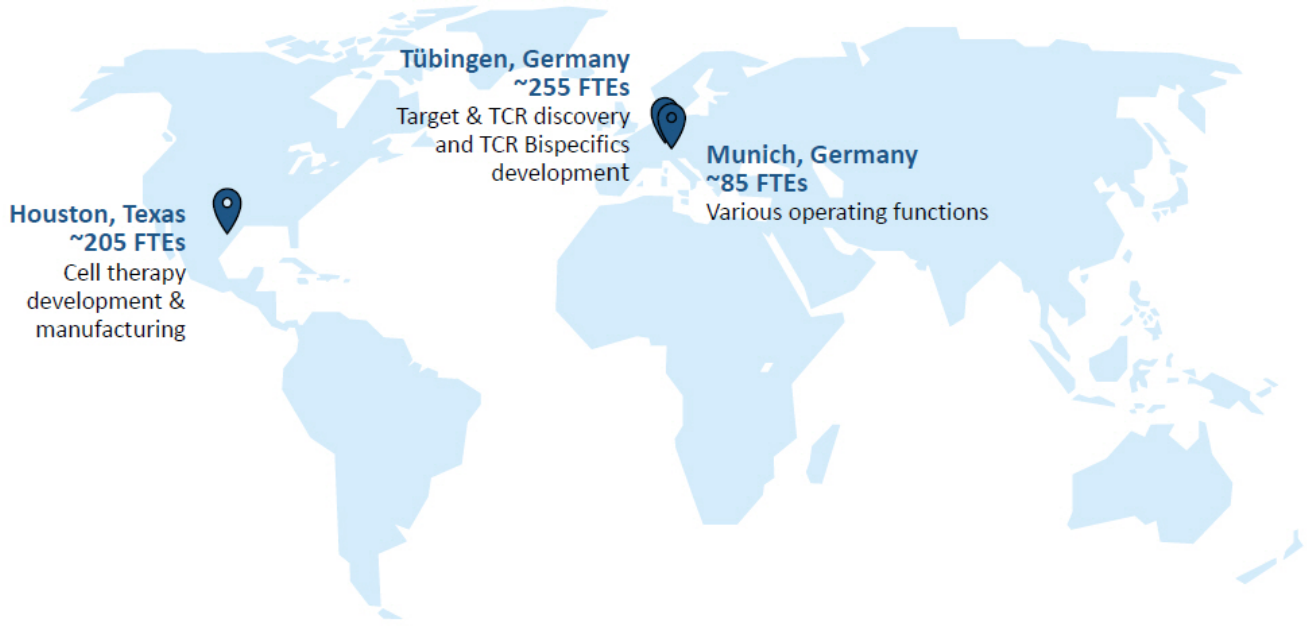 Tübingen, Germany
~255 FTEs
Target & TCR discovery
and TCR Bispecifics
development
Munich, Germany
~85 FTEs
Various operating functions
Houston, Texas
~205 FTEs
Cell therapy
development &
manufacturing